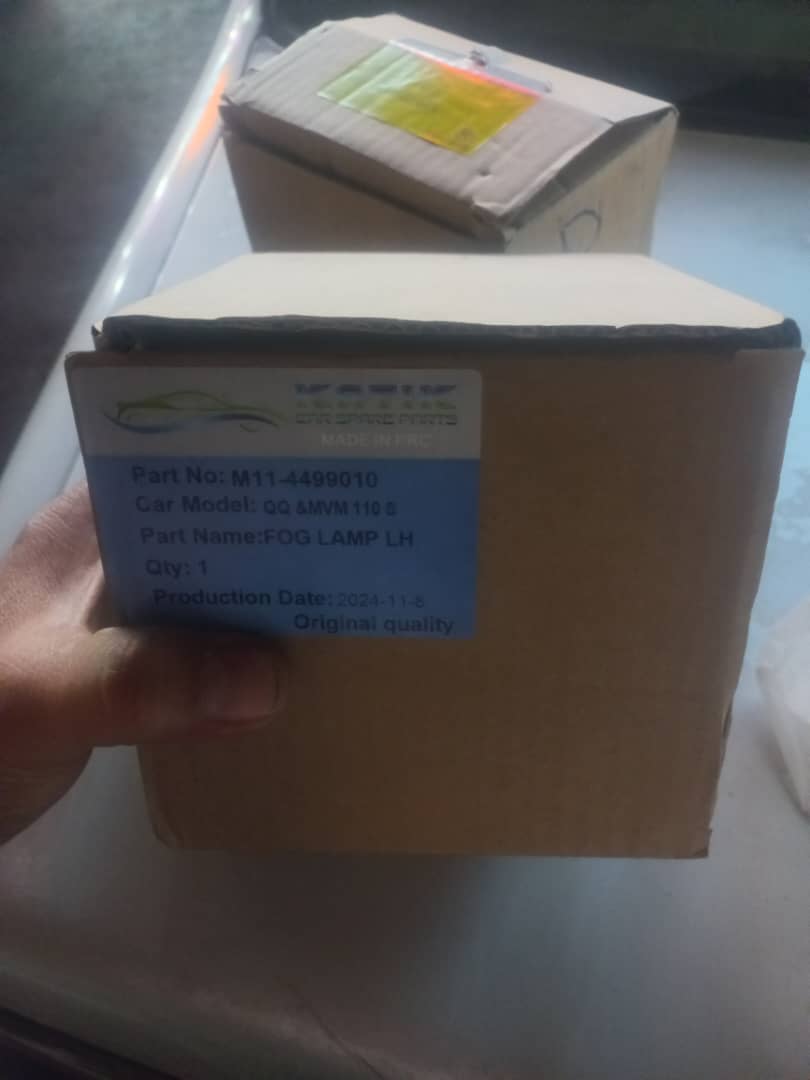 CAR SPARE PARTS
MADE IN PRC
Part No: M11-4499010
Car Model: QQ &MVM 110 S
Part Name:FOG LAMP LH
Qty: 1
Production Date: 2024-11-8
Original quality